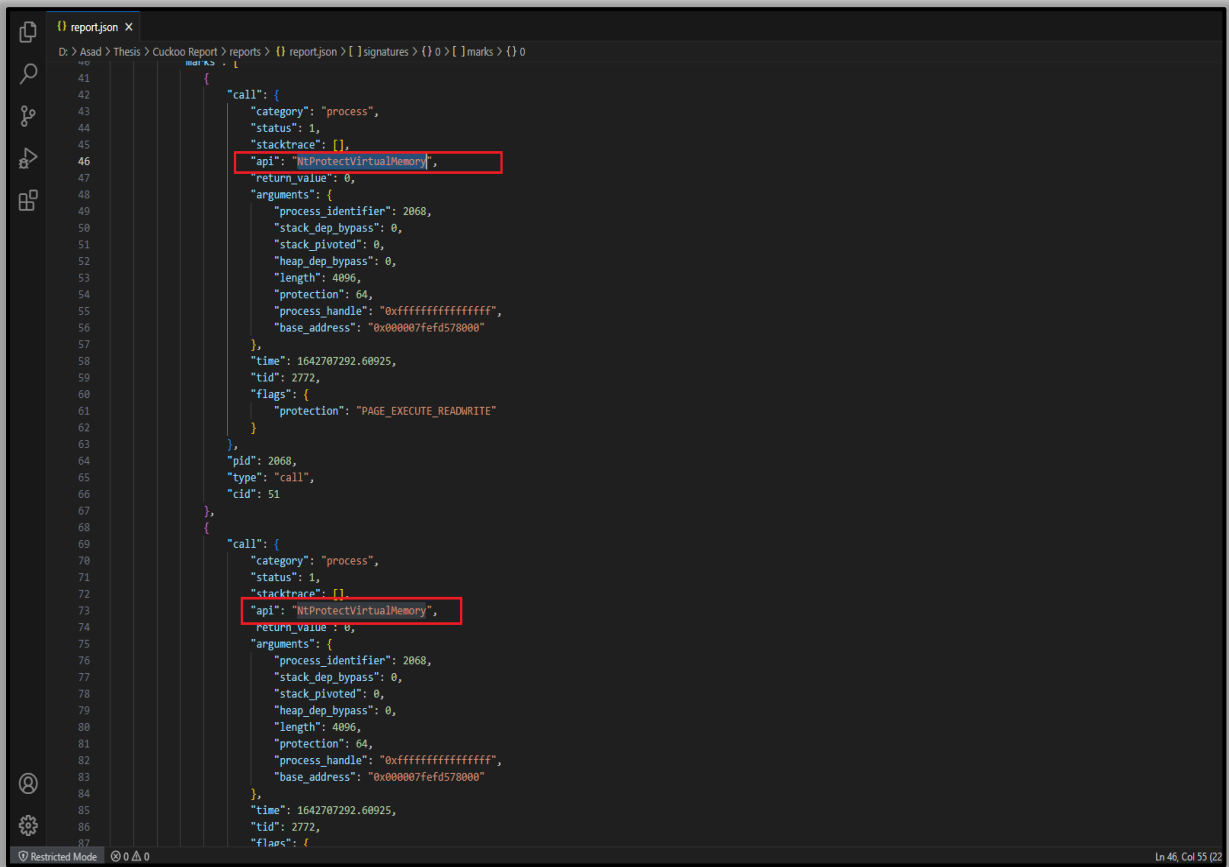 {} report.json ×
D: > Asad > Thesis > Cuckoo Report > reports > {} report.json > [ ] signatures > {} 0 > [ ] marks > {} 0
40 "marks": [
41 {
42 "call": {
43 "category": "process",
44 "status": 1,
45 "stacktrace": [],
46 "api": "NtProtectVirtualMemory",
47 "return_value": 0,
48 "arguments": {
49 "process_identifier": 2068,
50 "stack_dep_bypass": 0,
51 "stack_pivoted": 0,
52 "heap_dep_bypass": 0,
53 "length": 4096,
54 "protection": 64,
55 "process_handle": "0xffffffffffffffff",
56 "base_address": "0x000007fefd578000"
57 },
58 "time": 1642707292.60925,
59 "tid": 2772,
60 "flags": {
61 "protection": "PAGE_EXECUTE_READWRITE"
62 }
63 },
64 "pid": 2068,
65 "type": "call",
66 "cid": 51
67 },
68 {
69 "call": {
70 "category": "process",
71 "status": 1,
72 "stacktrace": [],
73 "api": "NtProtectVirtualMemory",
74 "return_value": 0,
75 "arguments": {
76 "process_identifier": 2068,
77 "stack_dep_bypass": 0,
78 "stack_pivoted": 0,
79 "heap_dep_bypass": 0,
80 "length": 4096,
81 "protection": 64,
82 "process_handle": "0xffffffffffffffff",
83 "base_address": "0x000007fefd578000"
84 },
85 "time": 1642707292.60925,
86 "tid": 2772,
87 "flags": {
Restricted Mode 0 0 Ln 46, Col 55 (22